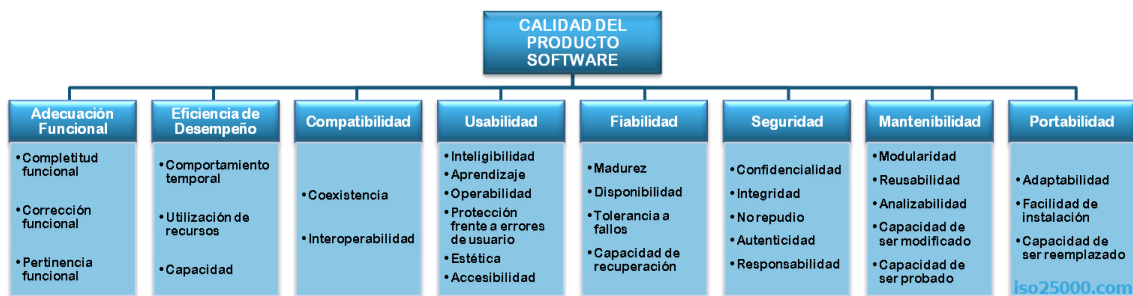 CALIDAD DEL
PRODUCTO
SOFTWARE
Adecuación
Funcional
• Completitud
funcional
• Corrección
funcional
• Pertinencia
funcional
Eficiencia de
Desempeño
• Comportamiento
temporal
• Utilización de
recursos
• Capacidad
Compatibilidad
• Coexistencia
• Interoperabilidad
Usabilidad
• Inteligibilidad
• Aprendizaje
• Operabilidad
• Protección
frente a errores
de usuario
• Estética
• Accesibilidad
Fiabilidad
• Madurez
• Disponibilidad
• Tolerancia a
fallos
• Capacidad de
recuperación
Seguridad
• Confidencialidad
• Integridad
• No repudio
• Autenticidad
• Responsabilidad
Mantenibilidad
• Modularidad
• Reusabilidad
• Analizabilidad
• Capacidad de
ser modificado
• Capacidad de
ser probado
Portabilidad
• Adaptabilidad
• Facilidad de
instalación
• Capacidad de
ser reemplazado
iso25000.com